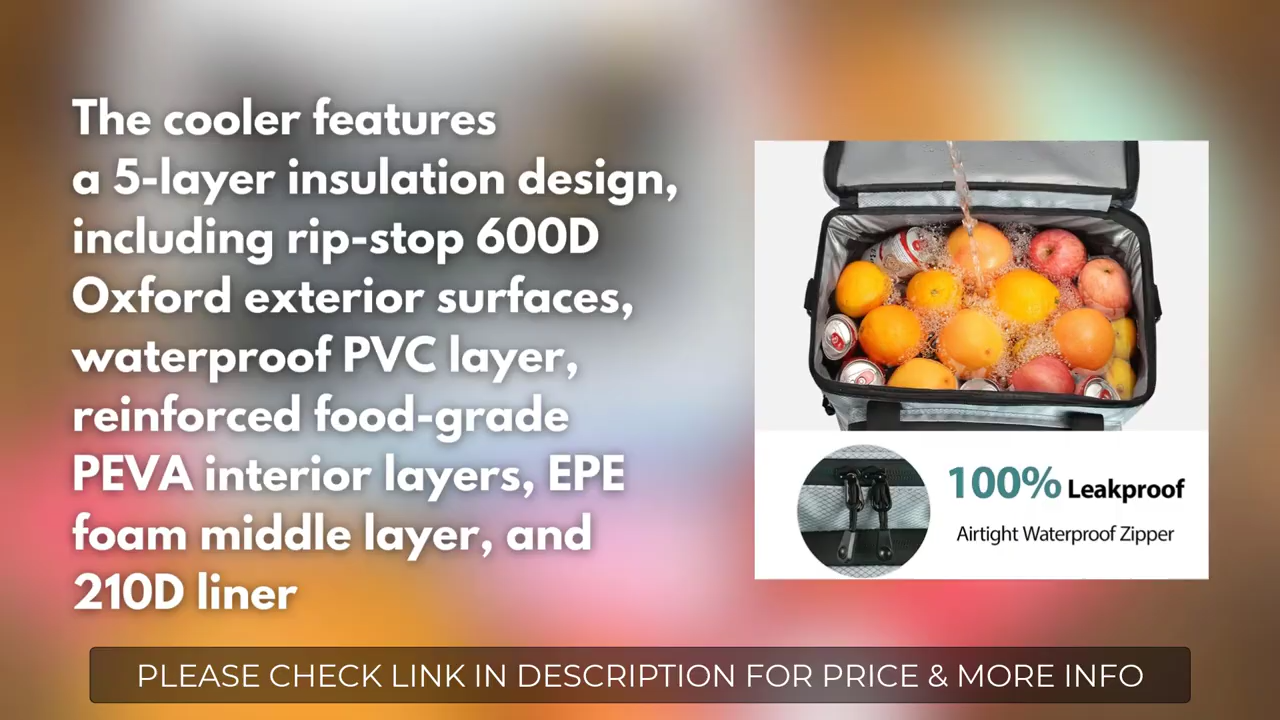 The cooler features
a 5-layer insulation design,
including rip-stop 600D
Oxford exterior surfaces,
waterproof PVC layer,
reinforced food-grade
PEVA interior layers, EPE
foam middle layer, and
210D liner
100% Leakproof
Airtight Waterproof Zipper
PLEASE CHECK LINK IN DESCRIPTION FOR PRICE & MORE INFO